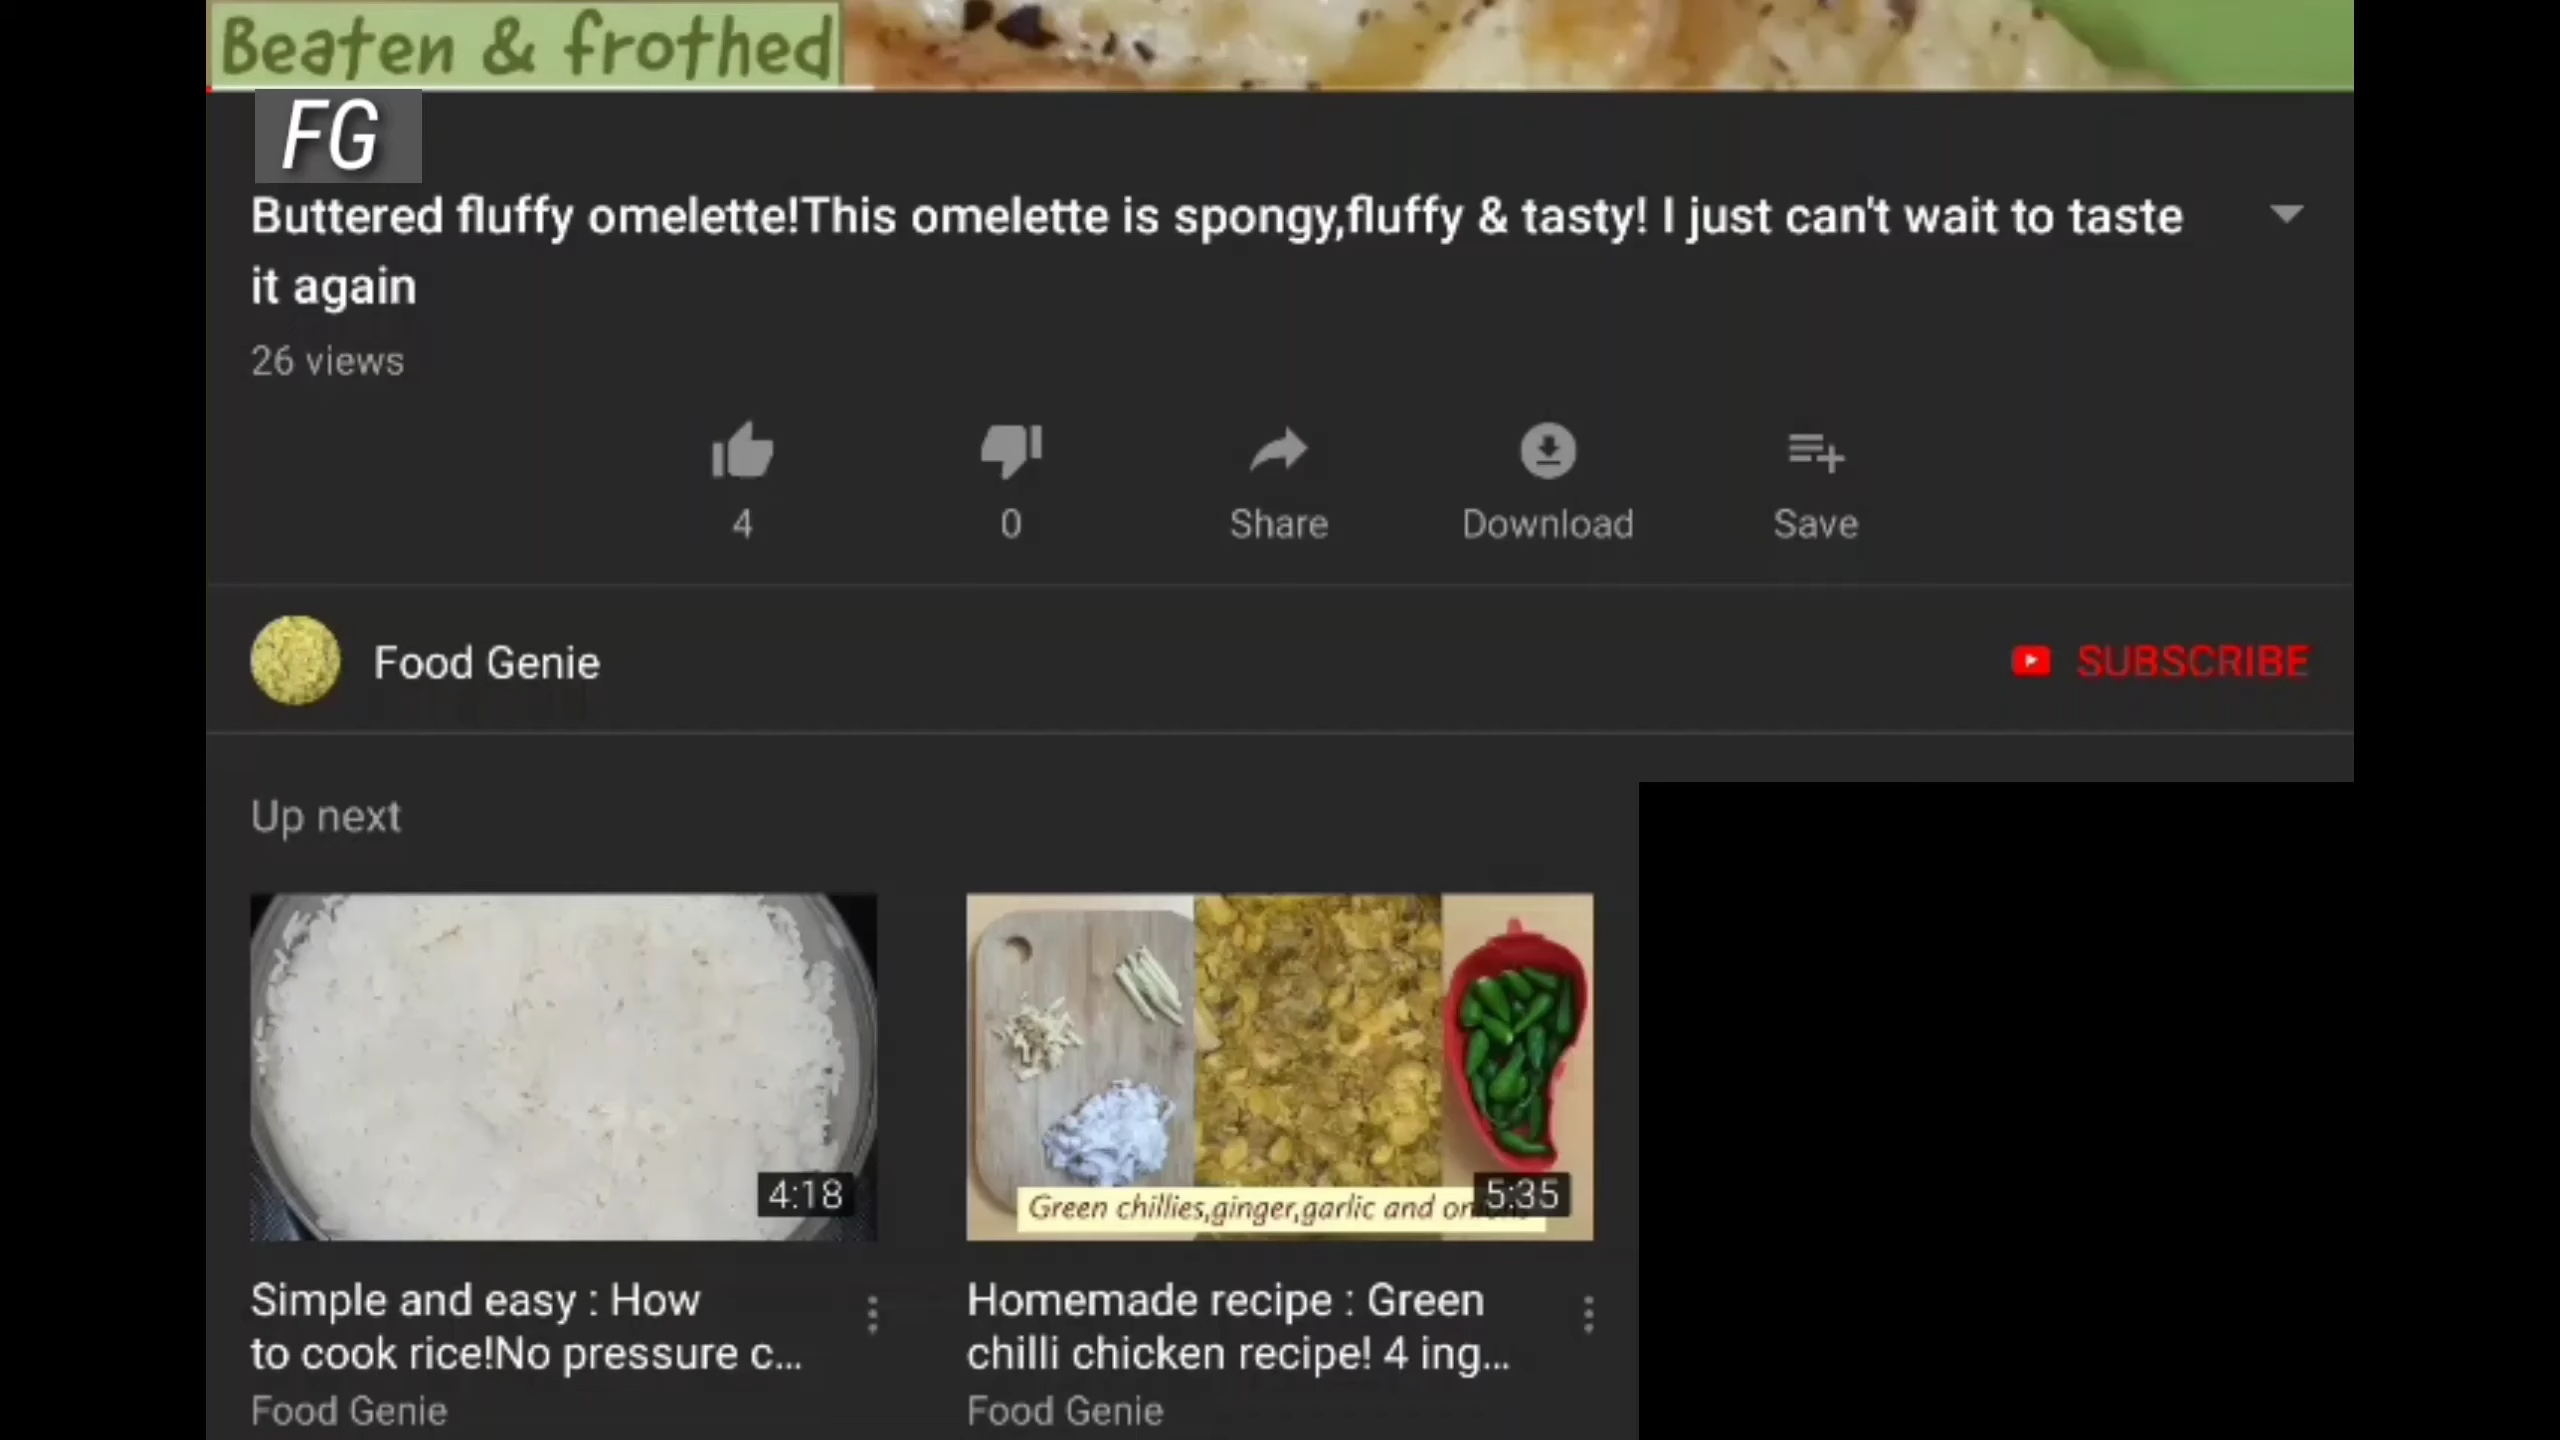 Beaten & frothed
FG
Buttered fluffy omelette!This omelette is spongy,fluffy & tasty! I just can't wait to taste
it again
26 views
4
0
Share
Download
Save
Food Genie
SUBSCRIBE
Up next
4:18
Green chillies,ginger,garlic and
5:35
Simple and easy : How
to cook rice!No pressure c...
Food Genie
Homemade recipe : Green
chilli chicken recipe! 4 ing...
Food Genie